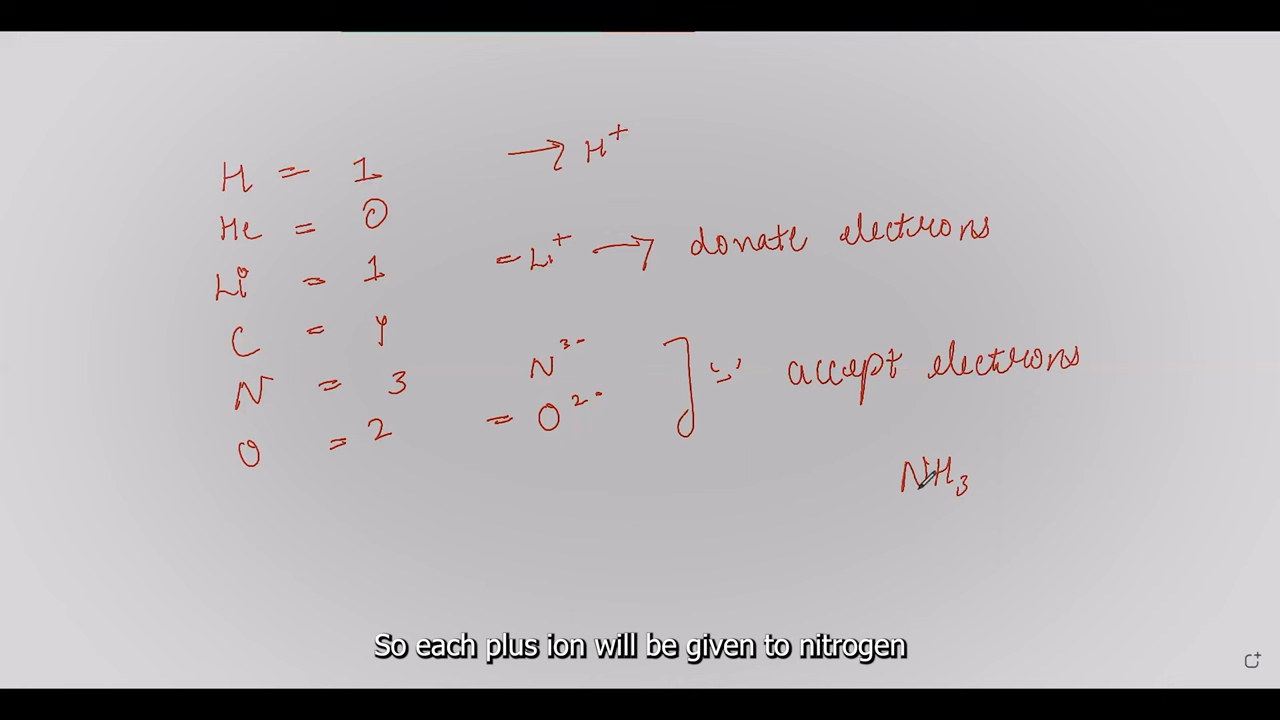 H = 1 → H⁺
He = 0
Li = 1 = Li⁺ → donate electrons
C = 4
N = 3 N³⁻
accept electrons
O = 2 = O²⁻
NH₃
So each plus ion will be given to nitrogen